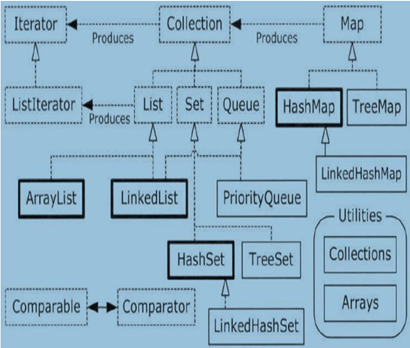 Iterator
Collection
Map
Produces
Produces
ListIterator
Produces
List
Set
Queue
HashMap
TreeMap
ArrayList
LinkedList
PriorityQueue
LinkedHashMap
Utilities
HashSet
TreeSet
Collections
Comparable
Comparator
Arrays
LinkedHashSet